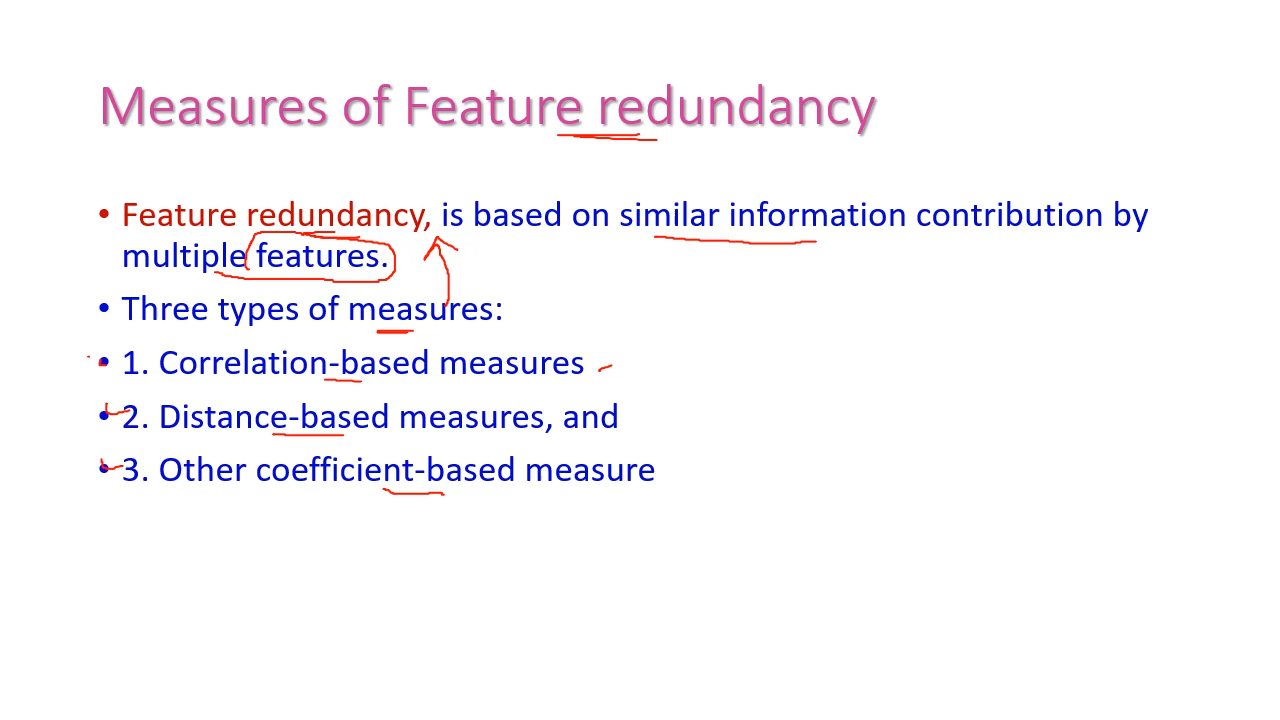 Measures of Feature redundancy
• Feature redundancy, is based on similar information contribution by
multiple features.
• Three types of measures:
• 1. Correlation-based measures
• 2. Distance-based measures, and
• 3. Other coefficient-based measure